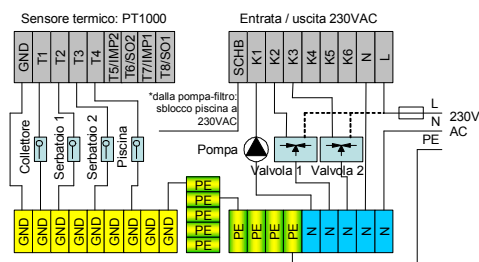 Sensore termico: PT1000
Entrata / uscita 230VAC
GND
T1
T2
T3
T4
T5/IMP2
T6/SO2
T7/IMP1
T8/SO1
SCHB
K1
K2
K3
K4
K5
K6
N
L
*dalla pompa-filtro:
sblocco piscina a
230VAC
Collettore
Serbatoio 1
Serbatoio 2
Piscina
Pompa
Valvola 1
Valvola 2
L
N
PE
230V
AC
PE
PE
PE
PE
PE
GND
GND
GND
GND
GND
GND
GND
GND
PE
PE
PE
PE
N
N
N
N
N